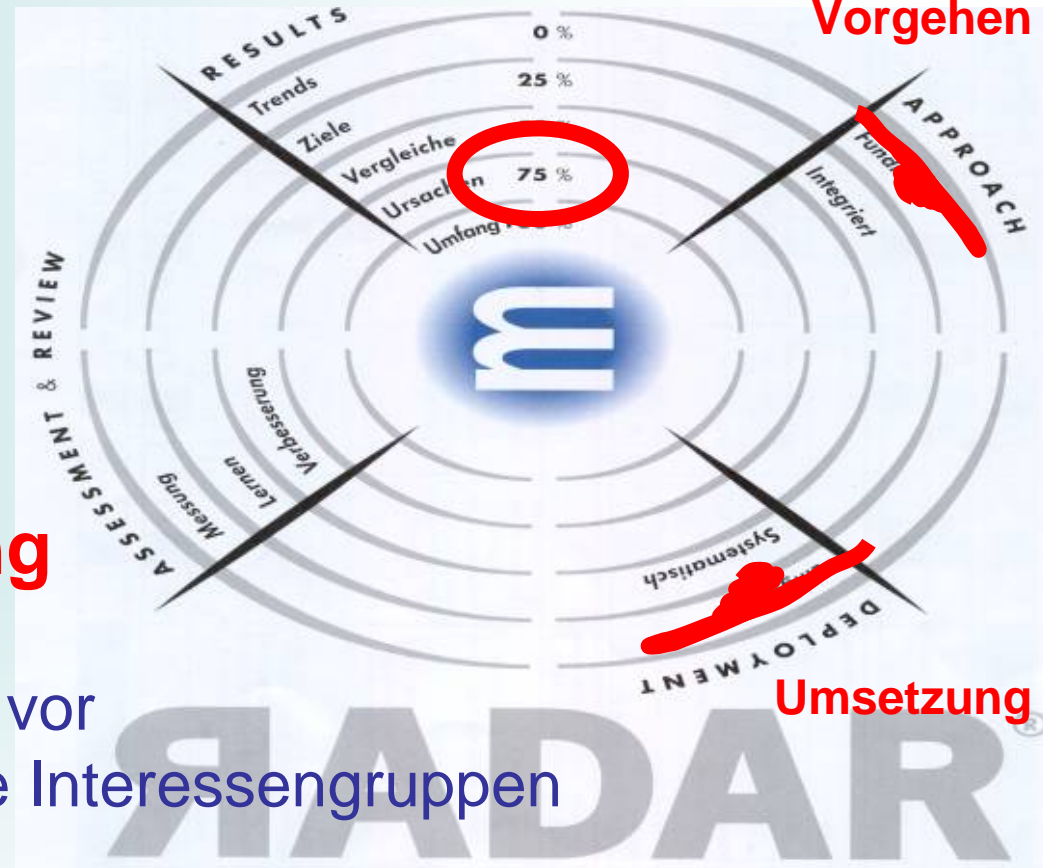 Vorgehen
RESULTS
0 %
25 %
75 %
Trends
Ziele
Vergleiche
Ursachen
Umfang
APPROACH
Integriert
m
ASSESSMENT & REVIEW
Verbesserung
Lernen
Messung
Systematisch
DEPLOYMENT
ng
Umsetzung
vor
e Interessengruppen
RADAR®